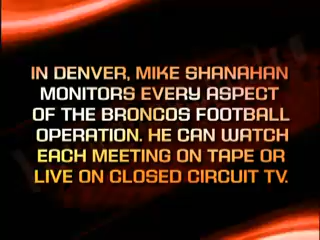 IN DENVER, MIKE SHANAHAN
MONITORS EVERY ASPECT
OF THE BRONCOS FOOTBALL
OPERATION. HE CAN WATCH
EACH MEETING ON TAPE OR
LIVE ON CLOSED CIRCUIT TV.